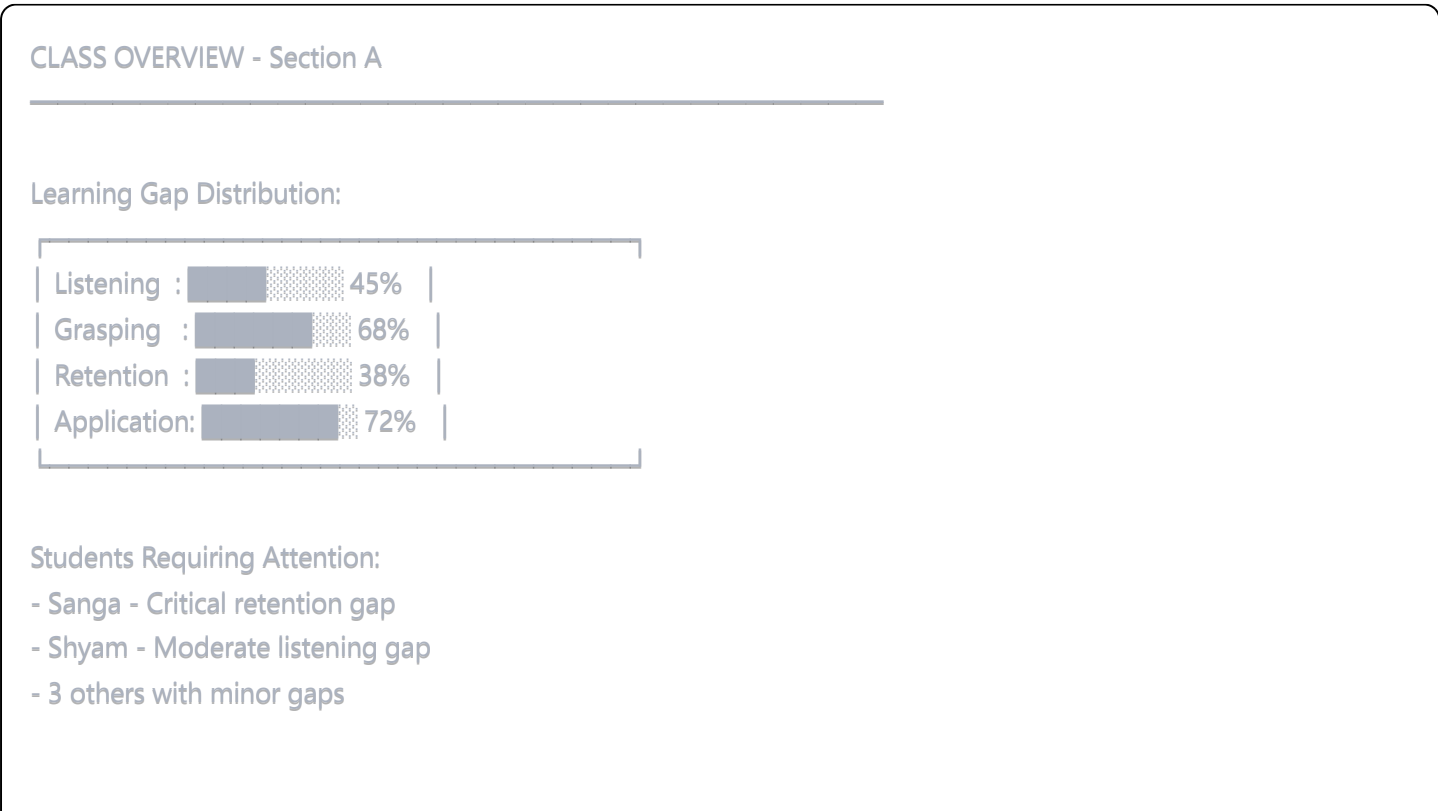 CLASS OVERVIEW - Section A
Learning Gap Distribution:
│ Listening : ████░░░░ 45% │
│ Grasping : ██████░░ 68% │
│ Retention : ███░░░░░ 38% │
│ Application: ███████░ 72% │
Students Requiring Attention:
- Sanga - Critical retention gap
- Shyam - Moderate listening gap
- 3 others with minor gaps